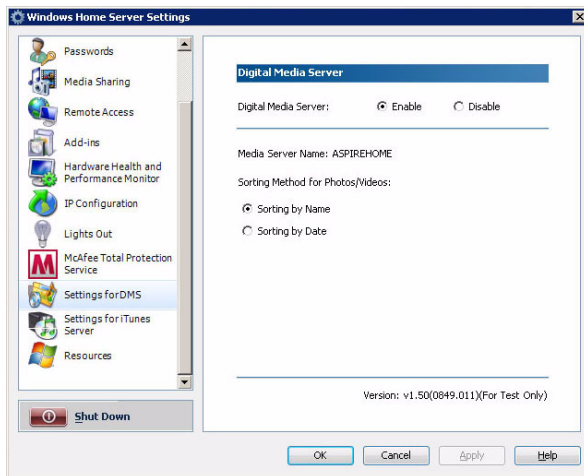 Windows Home Server Settings
Passwords
Media Sharing
Remote Access
Add-ins
Hardware Health and
Performance Monitor
IP Configuration
Lights Out
McAfee Total Protection
Service
Settings for DMS
Settings for iTunes
Server
Resources
Shut Down
Digital Media Server
Digital Media Server: Enable Disable
Media Server Name: ASPIREHOME
Sorting Method for Photos/Videos:
Sorting by Name
Sorting by Date
Version: v1.50(0849.011)(For Test Only)
OK Cancel Apply Help